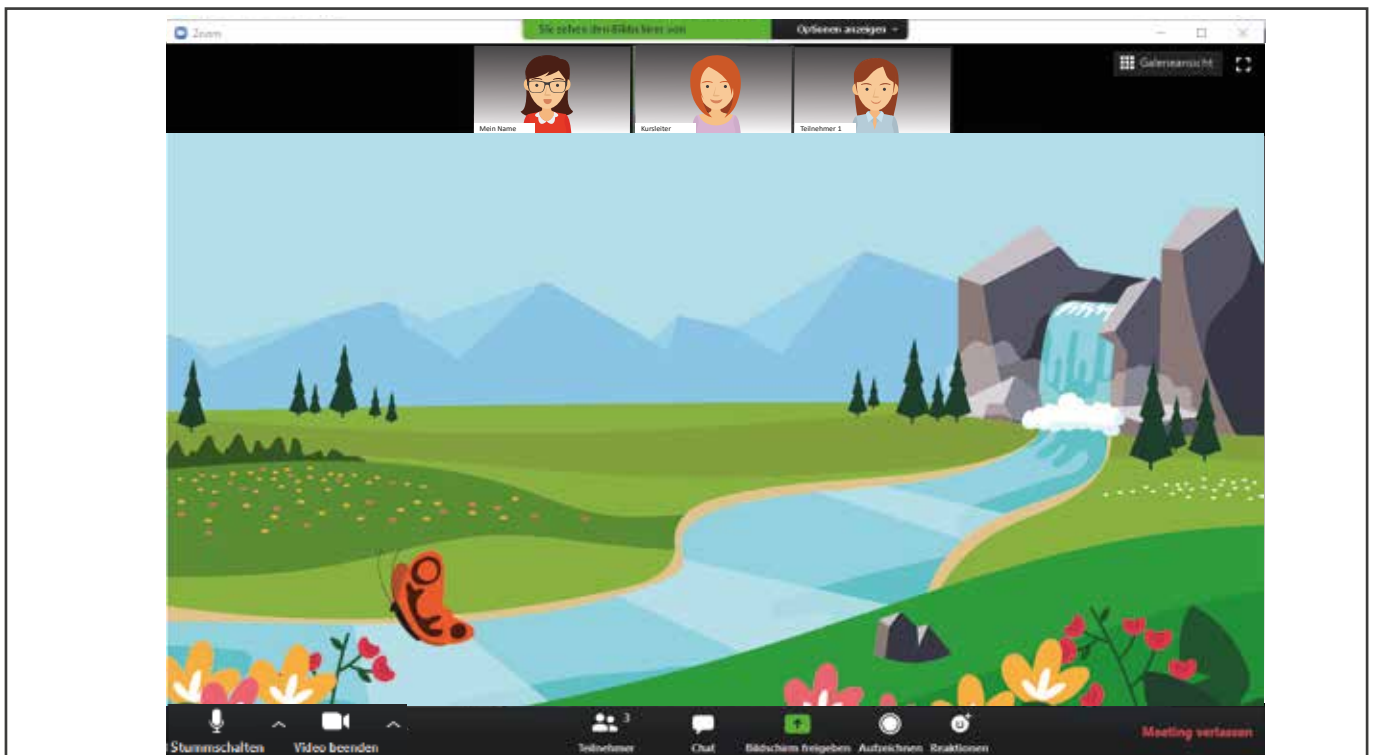 Zoom
Sie sehen den Bildschirm von
Optionen anzeigen
Galerieansicht
Mein Name
Kursleiter
Teilnehmer 1
Stummschalten
Video beenden
3
Teilnehmer
Chat
Bildschirm freigeben
Aufzeichnen
Reaktionen
Meeting verlassen